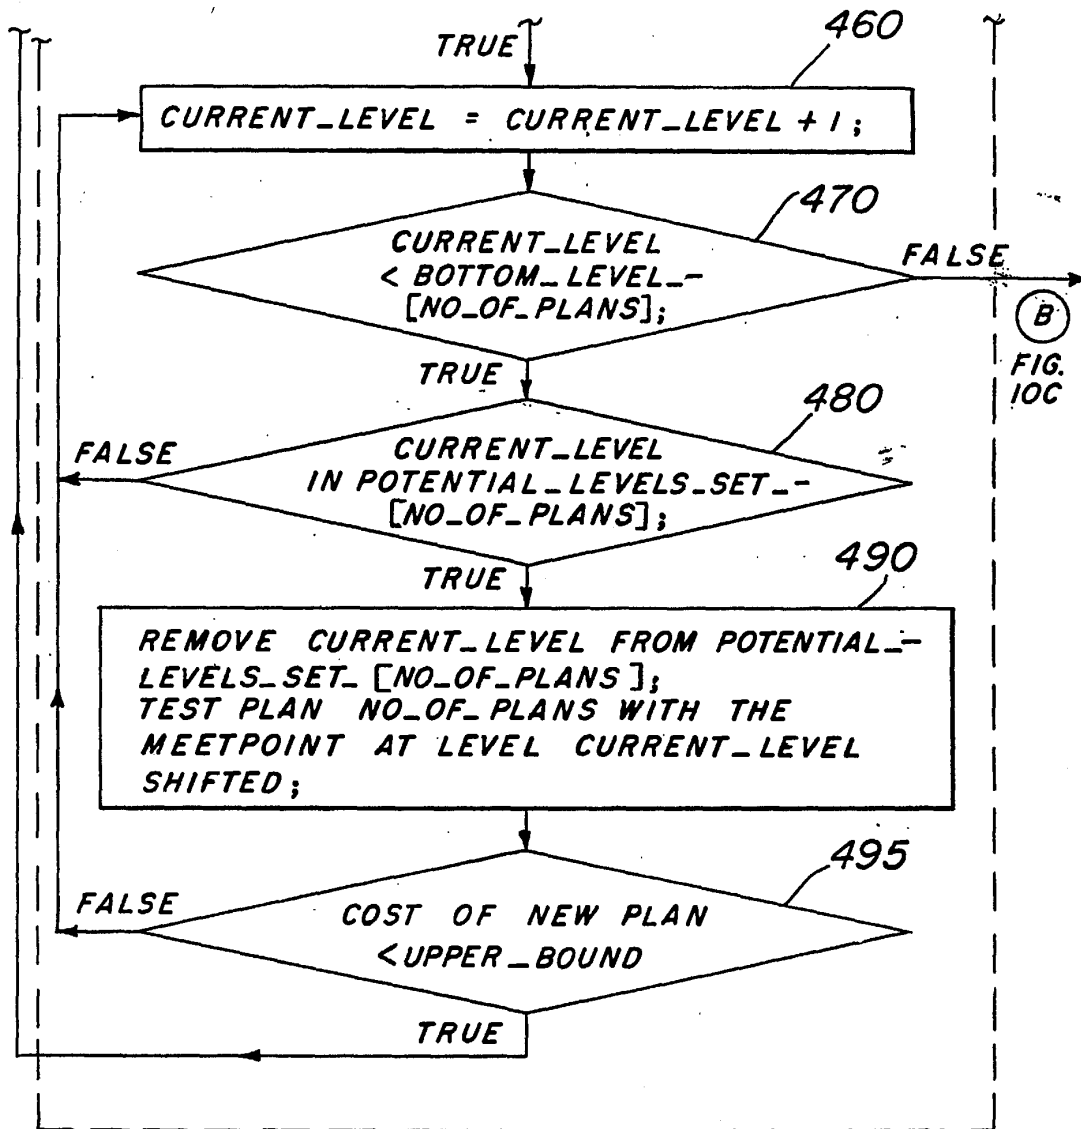 460
TRUE
CURRENT_LEVEL = CURRENT_LEVEL + 1;
470
CURRENT_LEVEL
< BOTTOM_LEVEL_-
[NO_OF_PLANS];
FALSE
B
FIG.
10C
TRUE
480
FALSE
CURRENT_LEVEL
IN POTENTIAL_LEVELS_SET_-
[NO_OF_PLANS];
TRUE
490
REMOVE CURRENT_LEVEL FROM POTENTIAL_-
LEVELS_SET_ [NO_OF_PLANS];
TEST PLAN NO_OF_PLANS WITH THE
MEETPOINT AT LEVEL CURRENT_LEVEL
SHIFTED;
495
FALSE
COST OF NEW PLAN
<UPPER_BOUND
TRUE